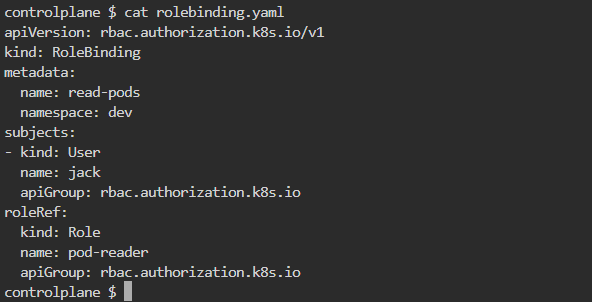 controlplane $ cat rolebinding.yaml
apiVersion: rbac.authorization.k8s.io/v1
kind: RoleBinding
metadata:
  name: read-pods
  namespace: dev
subjects:
- kind: User
  name: jack
  apiGroup: rbac.authorization.k8s.io
roleRef:
  kind: Role
  name: pod-reader
  apiGroup: rbac.authorization.k8s.io
controlplane $